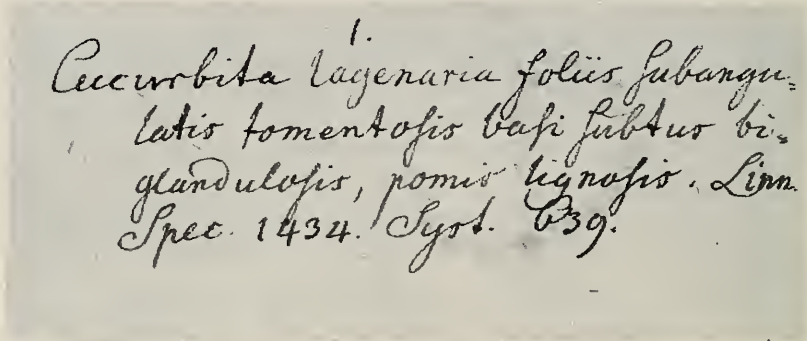 1.
Cucurbita lagenaria foliis subangu=
latis tomentosis basi subtus bi=
glandulosis, pomis lignosis. Linn.
Spec. 1434. Syst. 639.